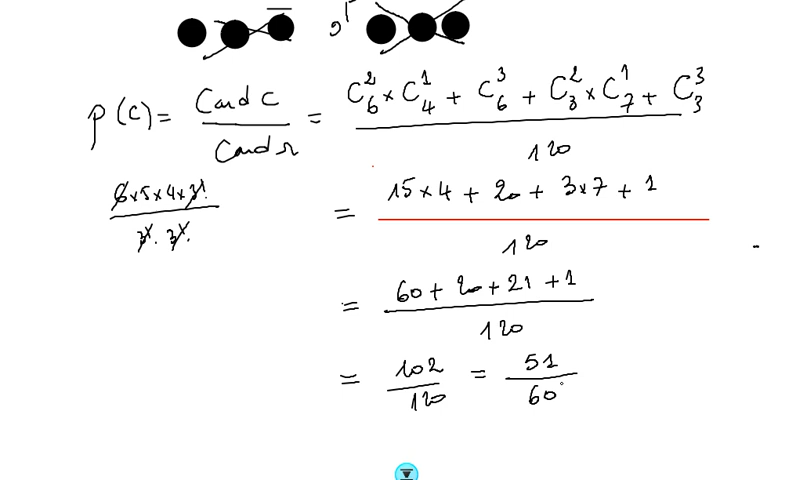 أو
P(C) = Card C / Card Ω = (C₆² × C₄¹ + C₆³ + C₃² × C₇¹ + C₃³) / 120
(6×5×4×3!) / (3!. 3!.) = (15×4 + 20 + 3×7 + 1) / 120
= (60 + 20 + 21 + 1) / 120
= 102 / 120 = 51 / 60